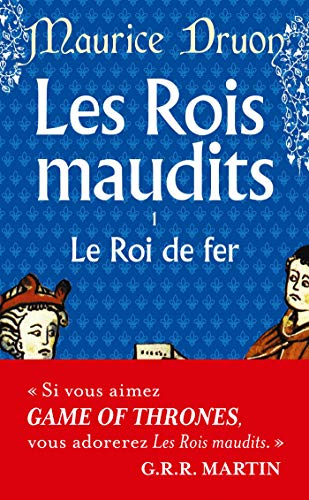 Maurice Druon
Les Rois
maudits
1
Le Roi de fer
« Si vous aimez
GAME OF THRONES,
vous adorerez Les Rois maudits. »
G.R.R. MARTIN